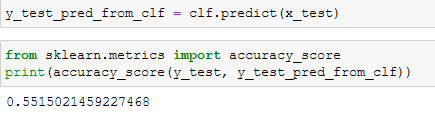 y_test_pred_from_clf = clf.predict(x_test)
from sklearn.metrics import accuracy_score
print(accuracy_score(y_test, y_test_pred_from_clf))
0.5515021459227468